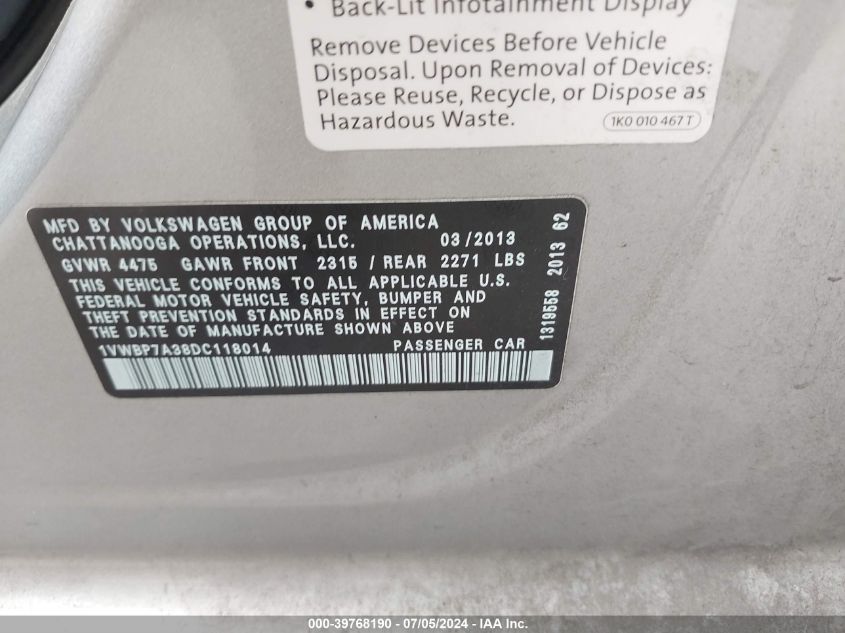 • Back-Lit Infotainment Display
Remove Devices Before Vehicle
Disposal. Upon Removal of Devices:
Please Reuse, Recycle, or Dispose as
Hazardous Waste.
1K0 010 467 T
MFD BY VOLKSWAGEN GROUP OF AMERICA
CHATTANOOGA OPERATIONS, LLC. 03/2013
GVWR 4475 GAWR FRONT 2315 / REAR 2271 LBS
THIS VEHICLE CONFORMS TO ALL APPLICABLE U.S.
FEDERAL MOTOR VEHICLE SAFETY, BUMPER AND
THEFT PREVENTION STANDARDS IN EFFECT ON
THE DATE OF MANUFACTURE SHOWN ABOVE
1VWBP7A38DC118014 PASSENGER CAR
1319558 2013 62
000-39768190 - 07/05/2024 - IAA Inc.